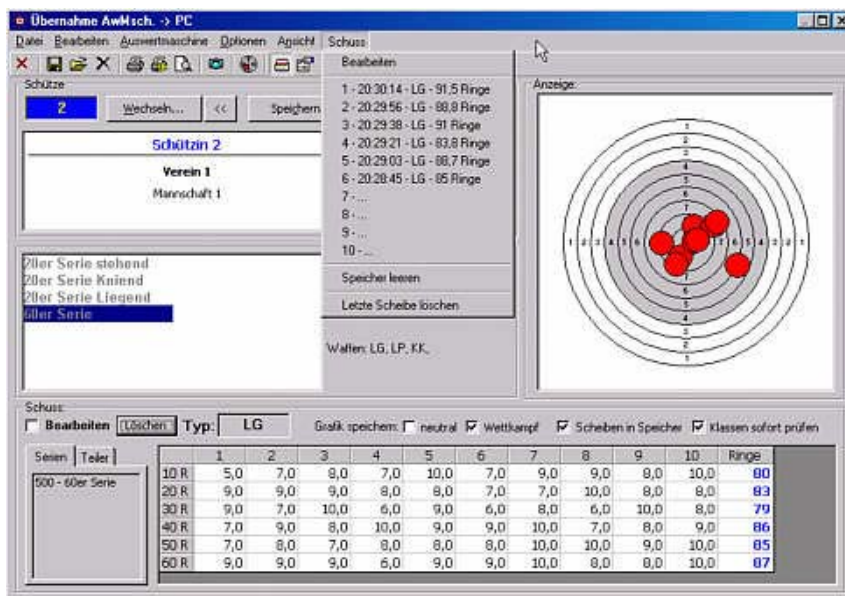 Übernahme AwMsch. -> PC
Datei Bearbeiten Auswertmaschine Optionen Ansicht Schuss
Schütze
2 Wechseln... << Speichern
Schützin 2
Verein 1
Mannschaft 1
Bearbeiten
1 - 20:30:14 - LG - 91,5 Ringe
2 - 20:29:56 - LG - 88,8 Ringe
3 - 20:29:38 - LG - 91 Ringe
4 - 20:29:21 - LG - 83,8 Ringe
5 - 20:29:03 - LG - 88,7 Ringe
6 - 20:28:45 - LG - 85 Ringe
7 - ...
8 - ...
9 - ...
10 - ...
Speicher leeren
Letzte Scheibe löschen
Anzeige:
20er Serie stehend
20er Serie Kniend
20er Serie Liegend
60er Serie
Waffen: LG, LP, KK,
Schuss:
Bearbeiten Löschen Typ: LG Grafik speichern: neutral Wettkampf Scheiben in Speicher Klassen sofort prüfen
Serien Teiler
500 - 60er Serie
1 2 3 4 5 6 7 8 9 10 Ringe
10 R 5,0 7,0 8,0 7,0 10,0 7,0 9,0 9,0 8,0 10,0 80
20 R 9,0 9,0 9,0 8,0 8,0 7,0 7,0 10,0 8,0 8,0 83
30 R 9,0 7,0 10,0 6,0 9,0 6,0 8,0 6,0 10,0 8,0 79
40 R 7,0 9,0 8,0 10,0 9,0 9,0 10,0 7,0 8,0 9,0 86
50 R 7,0 8,0 7,0 8,0 8,0 8,0 10,0 10,0 9,0 10,0 85
60 R 9,0 9,0 9,0 6,0 9,0 9,0 10,0 8,0 8,0 10,0 87